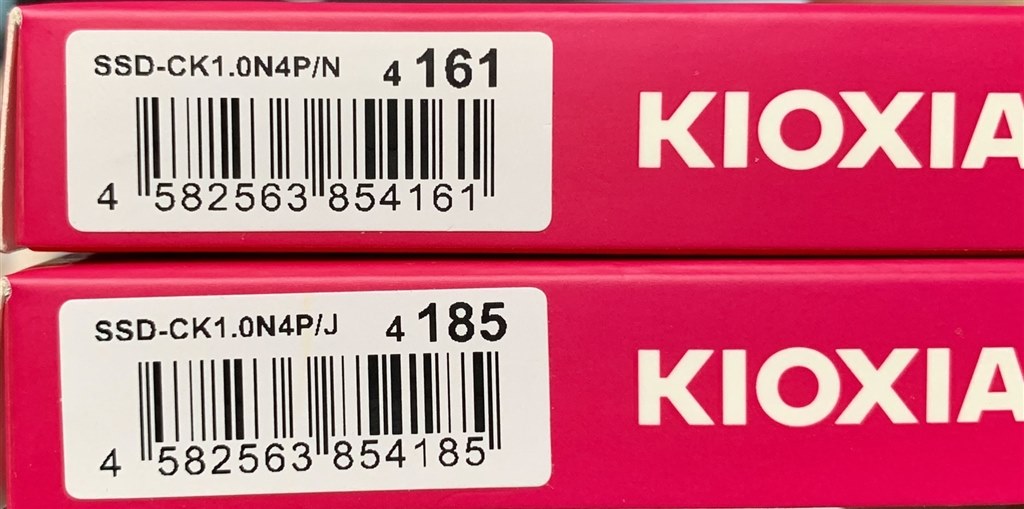 SSD-CK1.0N4P/N 4 161
4 582563 854161
KIOXIA
SSD-CK1.0N4P/J 4 185
4 582563 854185
KIOXIA